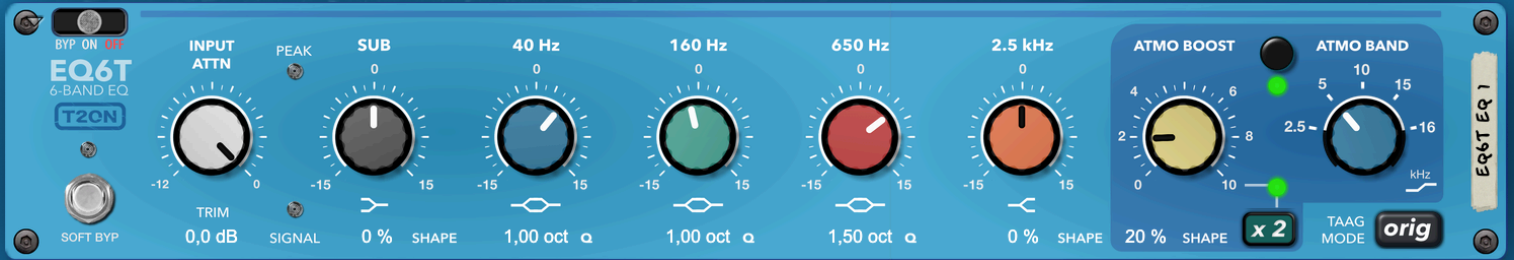 BYP ON OFF
EQ6T
6-BAND EQ
T2ON
SOFT BYP
INPUT
ATTN
-12 0
TRIM
0,0 dB
PEAK
SIGNAL
SUB
0
-15 15
0 % SHAPE
40 Hz
0
-15 15
1,00 oct Q
160 Hz
0
-15 15
1,00 oct Q
650 Hz
0
-15 15
1,50 oct Q
2.5 kHz
0
-15 15
0 % SHAPE
ATMO BOOST
4 6
2 8
0 10
20 % SHAPE
x 2
ATMO BAND
10
5 15
2.5 16
kHz
TAAG
MODE
orig
EQ6T EQ 1